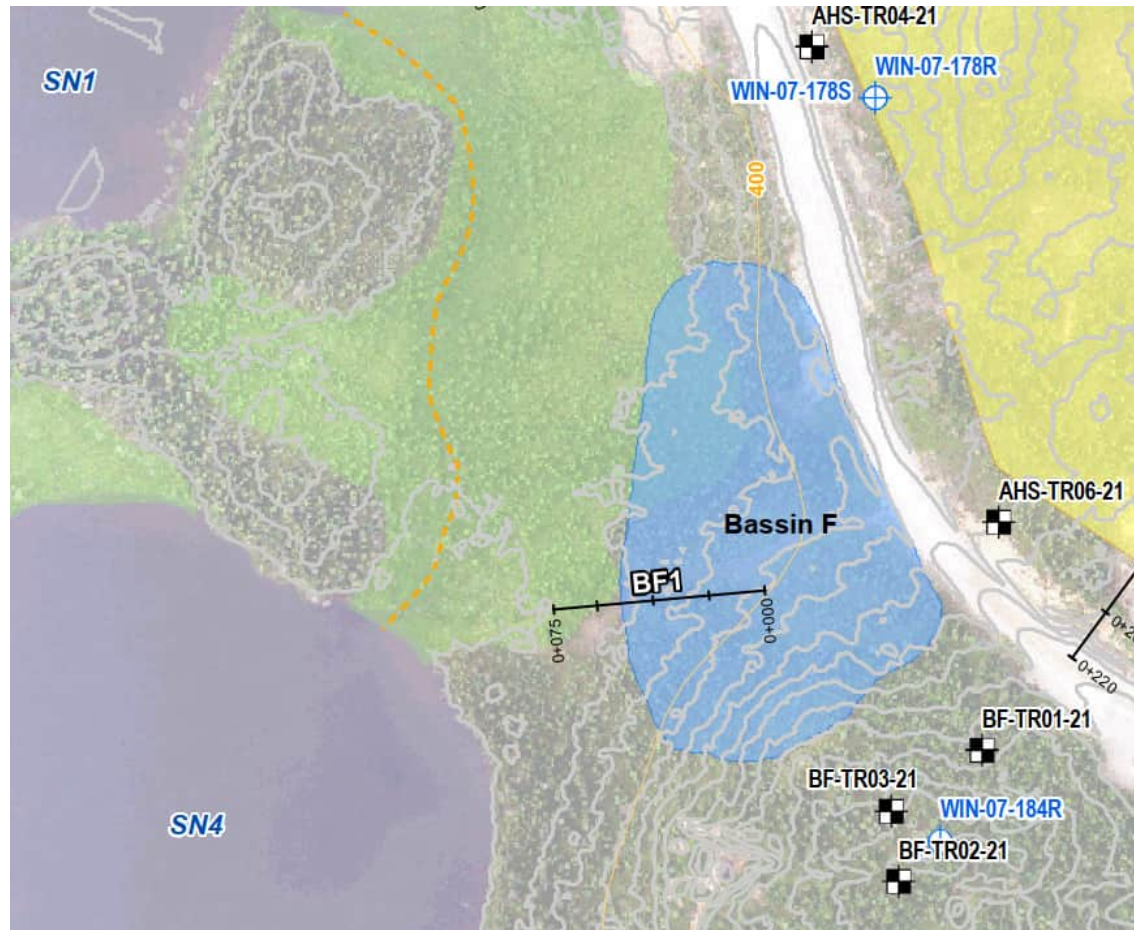 AHS-TR04-21
SN1
WIN-07-178R
WIN-07-178S
400
AHS-TR06-21
Bassin F
BF1
0+075
0+000
0+220
BF-TR01-21
BF-TR03-21
WIN-07-184R
SN4
BF-TR02-21